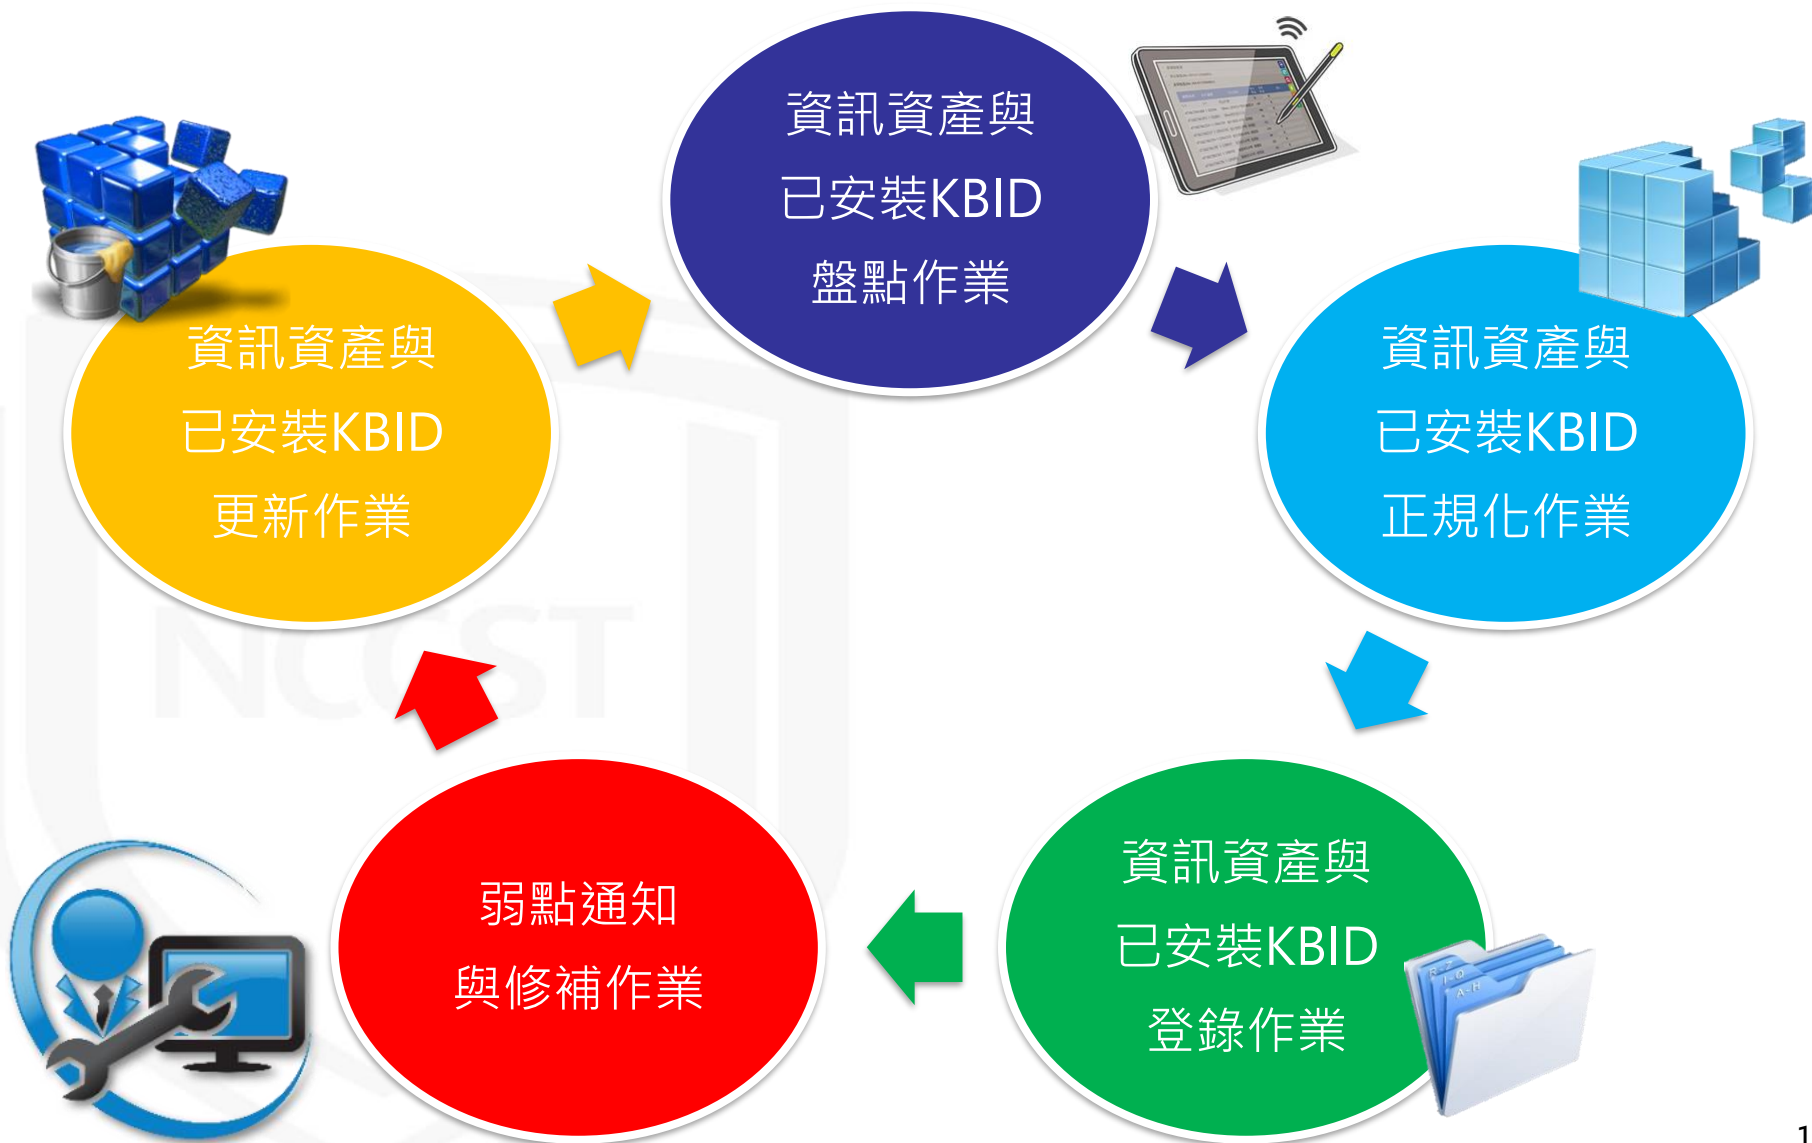 資訊資產與
已安裝KBID
盤點作業
資訊資產與
已安裝KBID
正規化作業
資訊資產與
已安裝KBID
登錄作業
R-Z
I-Q
A-H
弱點通知
與修補作業
資訊資產與
已安裝KBID
更新作業
NCCST
1